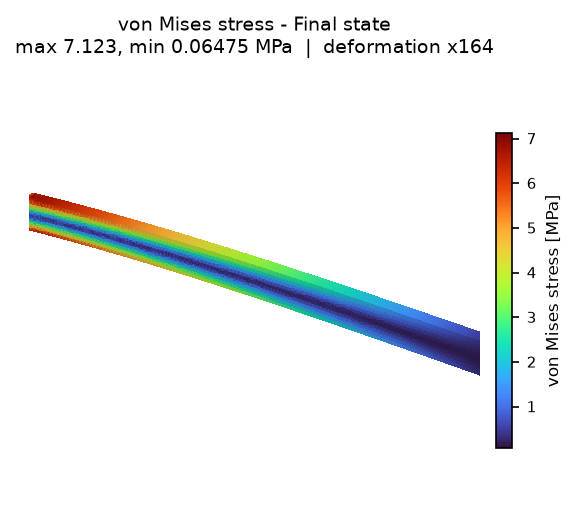 von Mises stress - Final state
max 7.123, min 0.06475 MPa  |  deformation x164
7
6
5
4
3
2
1
von Mises stress [MPa]